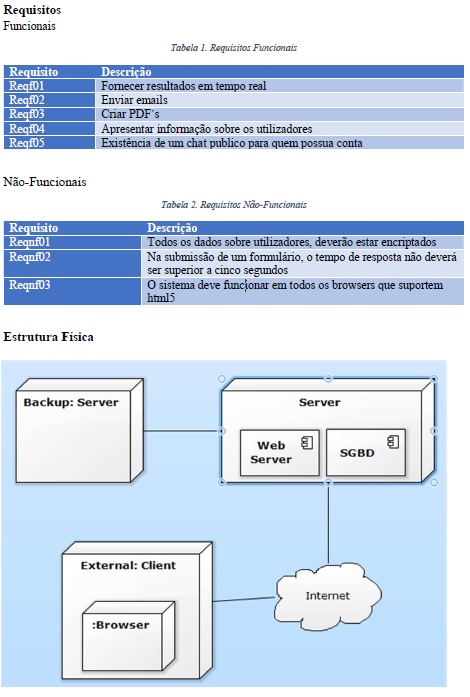 Requisitos
Funcionais
Tabela 1. Requisitos Funcionais
Requisito Descrição
Reqf01 Fornecer resultados em tempo real
Reqf02 Enviar emails
Reqf03 Criar PDF´s
Reqf04 Apresentar informação sobre os utilizadores
Reqf05 Existência de um chat publico para quem possua conta
Não-Funcionais
Tabela 2. Requisitos Não-Funcionais
Requisito Descrição
Reqnf01 Todos os dados sobre utilizadores, deverão estar encriptados
Reqnf02 Na submissão de um formulário, o tempo de resposta não deverá
ser superior a cinco segundos
Reqnf03 O sistema deve funcionar em todos os browsers que suportem
html5
Estrutura Física
Backup: Server
Server
Web
Server
SGBD
External: Client
:Browser
Internet